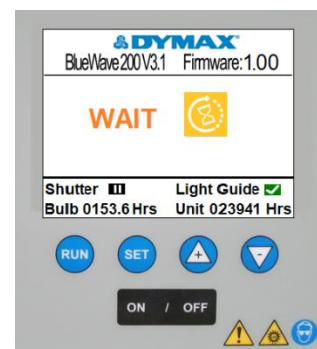 DYMAX
BlueWave 200 V3.1 Firmware: 1.00
WAIT
Shutter Light Guide
Bulb 0153.6 Hrs Unit 023941 Hrs
RUN SET + -
ON / OFF